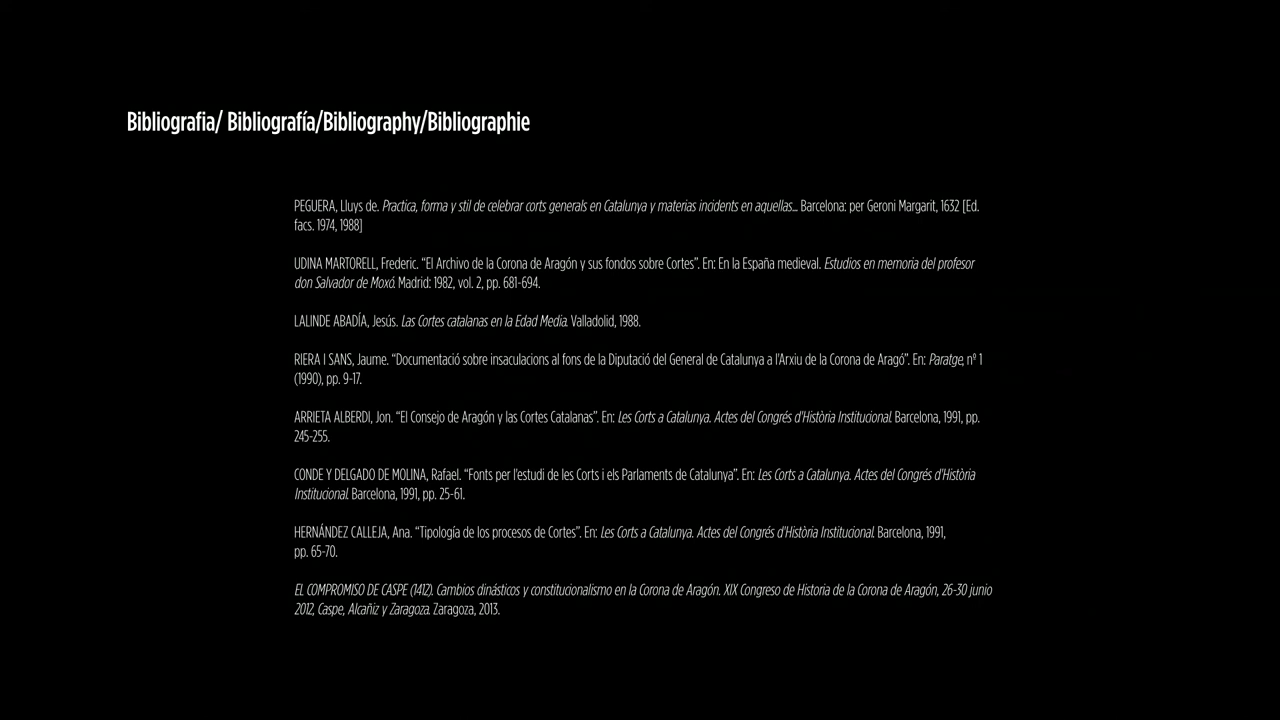 Bibliografia/ Bibliografía/Bibliography/Bibliographie
PEGUERA, Lluys de. Practica, forma y stil de celebrar corts generals en Catalunya y materias incidents en aquellas... Barcelona: per Geroni Margarit, 1632 [Ed.
facs. 1974, 1988]
UDINA MARTORELL, Frederic. “El Archivo de la Corona de Aragón y sus fondos sobre Cortes”. En: En la España medieval. Estudios en memoria del profesor
don Salvador de Moxó. Madrid: 1982, vol. 2, pp. 681-694.
LALINDE ABADÍA, Jesús. Las Cortes catalanas en la Edad Media. Valladolid, 1988.
RIERA I SANS, Jaume. “Documentació sobre insaculacions al fons de la Diputació del General de Catalunya a l'Arxiu de la Corona de Aragó”. En: Paratge, nº 1
(1990), pp. 9-17.
ARRIETA ALBERDI, Jon. “El Consejo de Aragón y las Cortes Catalanas”. En: Les Corts a Catalunya. Actes del Congrés d'Història Institucional. Barcelona, 1991, pp.
245-255.
CONDE Y DELGADO DE MOLINA, Rafael. “Fonts per l'estudi de les Corts i els Parlaments de Catalunya”. En: Les Corts a Catalunya. Actes del Congrés d'Història
Institucional. Barcelona, 1991, pp. 25-61.
HERNÁNDEZ CALLEJA, Ana. “Tipología de los procesos de Cortes”. En: Les Corts a Catalunya. Actes del Congrés d'Història Institucional. Barcelona, 1991,
pp. 65-70.
EL COMPROMISO DE CASPE (1412). Cambios dinásticos y constitucionalismo en la Corona de Aragón. XIX Congreso de Historia de la Corona de Aragón, 26-30 junio
2012, Caspe, Alcañiz y Zaragoza. Zaragoza, 2013.